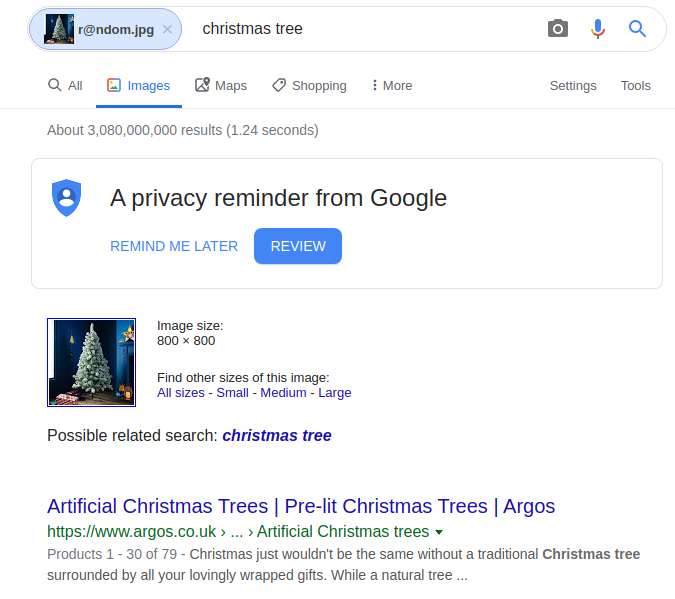 r@ndom.jpg × christmas tree
All Images Maps Shopping More Settings Tools
About 3,080,000,000 results (1.24 seconds)
A privacy reminder from Google
REMIND ME LATER REVIEW
Image size:
800 × 800
Find other sizes of this image:
All sizes - Small - Medium - Large
Possible related search: christmas tree
Artificial Christmas Trees | Pre-lit Christmas Trees | Argos
https://www.argos.co.uk › ... › Artificial Christmas trees
Products 1 - 30 of 79 - Christmas just wouldn't be the same without a traditional Christmas tree
surrounded by all your lovingly wrapped gifts. While a natural tree ...